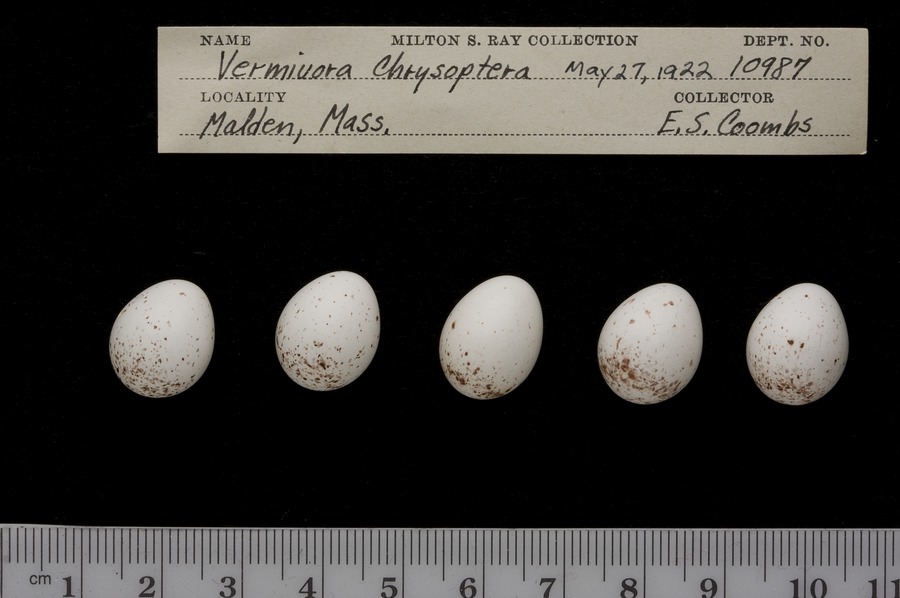 NAME MILTON S. RAY COLLECTION DEPT. NO.
Vermiuora Chrysoptera May 27, 1922 10987
LOCALITY COLLECTOR
Malden, Mass. E. S. Coombs
cm 1 2 3 4 5 6 7 8 9 10 11